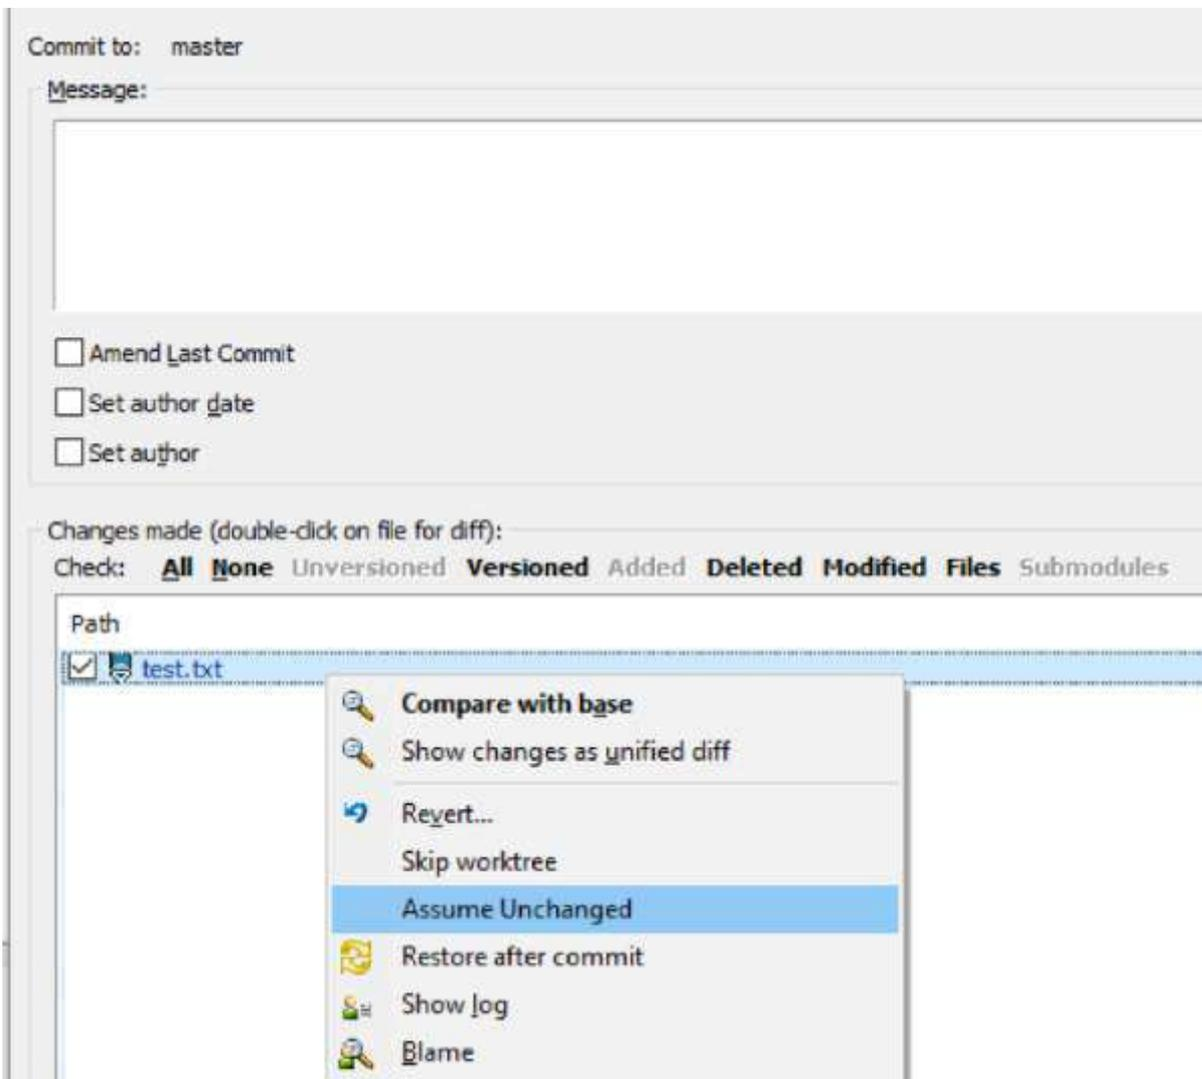 Commit to: master
Message:
Amend Last Commit
Set author date
Set author
Changes made (double-click on file for diff):
Check: All None Unversioned Versioned Added Deleted Modified Files Submodules
Path
test.txt
Compare with base
Show changes as unified diff
Revert...
Skip worktree
Assume Unchanged
Restore after commit
Show log
Blame